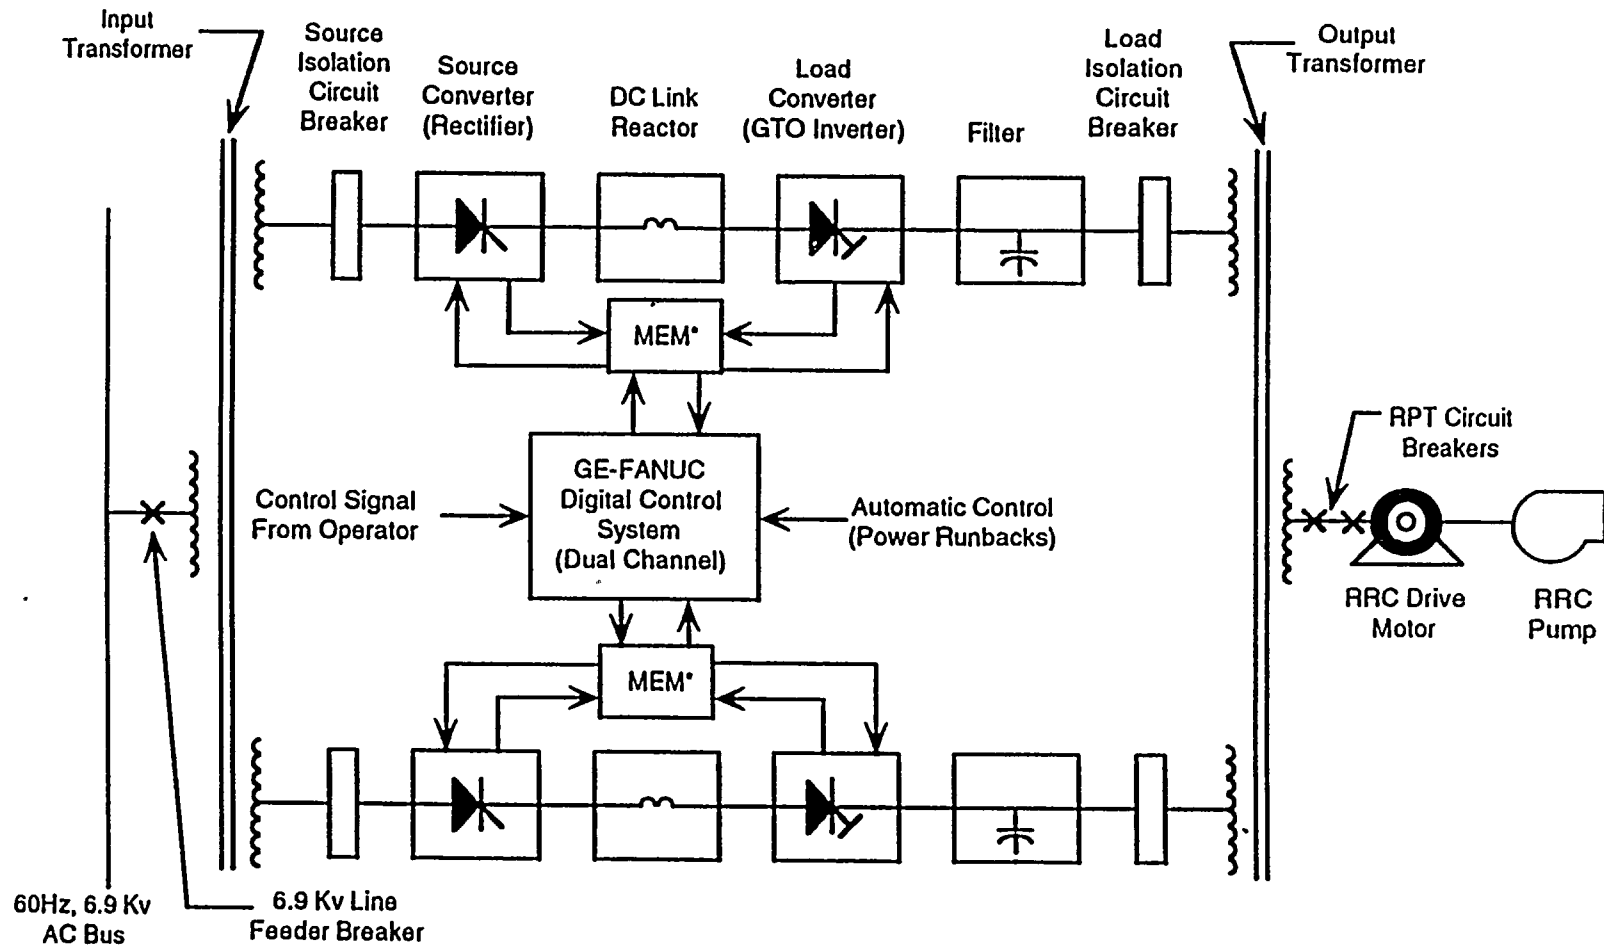 Input
Transformer
Source
Isolation
Circuit
Breaker
Source
Converter
(Rectifier)
DC Link
Reactor
Load
Converter
(GTO Inverter)
Filter
Load
Isolation
Circuit
Breaker
Output
Transformer
MEM*
GE-FANUC
Digital Control
System
(Dual Channel)
Control Signal
From Operator
Automatic Control
(Power Runbacks)
RPT Circuit
Breakers
RRC Drive
Motor
RRC
Pump
MEM*
60Hz, 6.9 Kv
AC Bus
6.9 Kv Line
Feeder Breaker